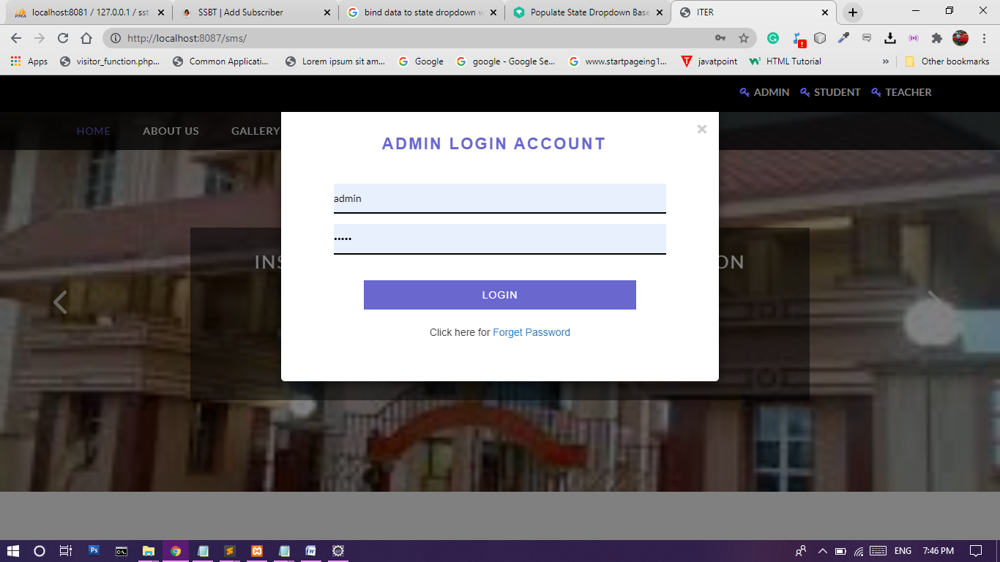 localhost:8081 / 127.0.0.1 / sst
SSBT | Add Subscriber
bind data to state dropdown w
Populate State Dropdown Base
ITER
http://localhost:8087/sms/
Apps
visitor_function.php...
Common Applicati...
Lorem ipsum sit am...
Google
google - Google Se...
www.startpageing1...
javatpoint
HTML Tutorial
»
Other bookmarks
ADMIN STUDENT TEACHER
HOME ABOUT US GALLERY
ADMIN LOGIN ACCOUNT
×
admin
•••••
LOGIN
Click here for Forget Password
ENG 7:46 PM